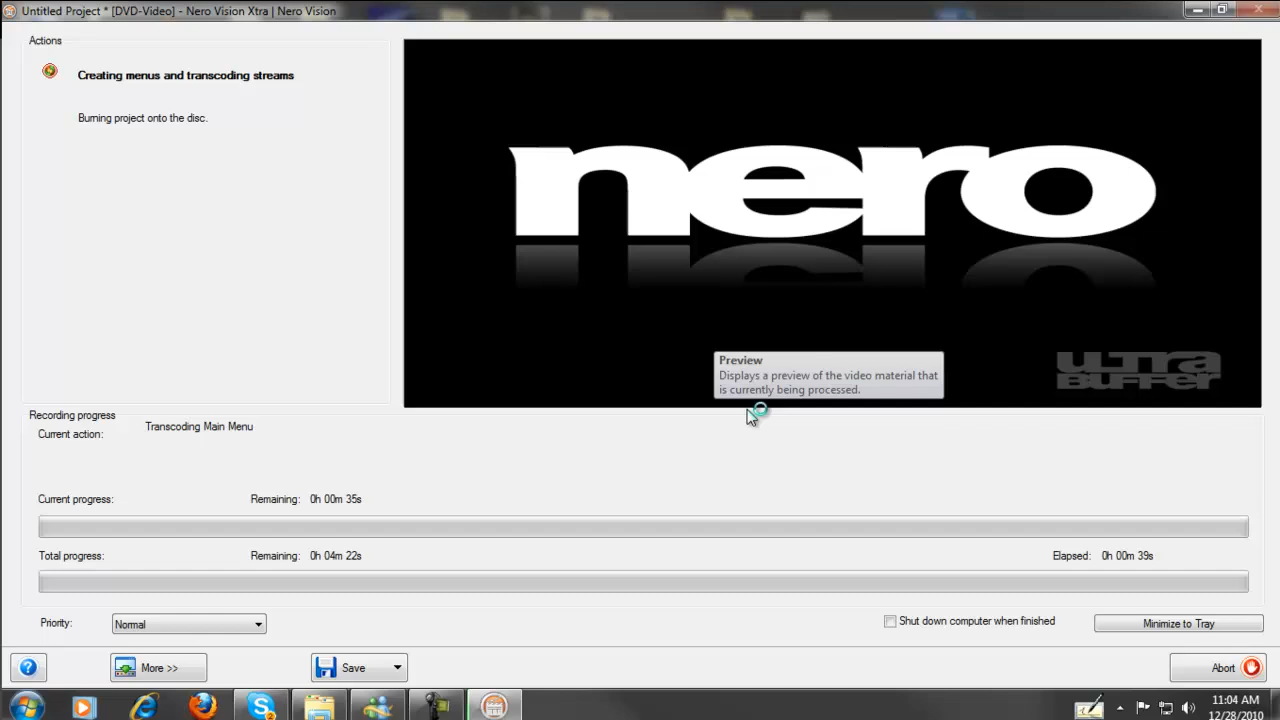 Untitled Project * [DVD-Video] - Nero Vision Xtra | Nero Vision
Actions
Creating menus and transcoding streams
Burning project onto the disc.
nero
ULTRA
BUFFER
Preview
Displays a preview of the video material that
is currently being processed.
Recording progress
Current action: Transcoding Main Menu
Current progress: Remaining: 0h 00m 35s
Total progress: Remaining: 0h 04m 22s Elapsed: 0h 00m 39s
Priority: Normal Shut down computer when finished Minimize to Tray
? More >> Save Abort
11:04 AM
12/28/2010